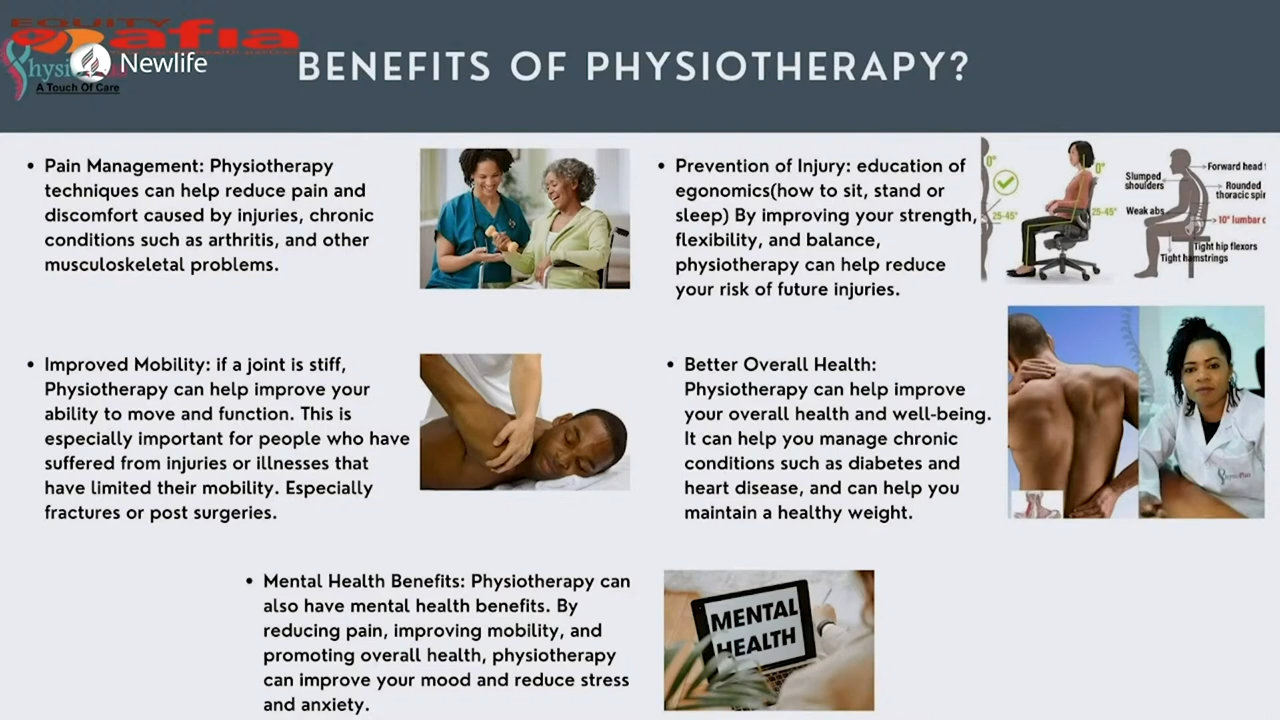 EQUITY
afia
Newlife
A Touch Of Care
BENEFITS OF PHYSIOTHERAPY?
• Pain Management: Physiotherapy
techniques can help reduce pain and
discomfort caused by injuries, chronic
conditions such as arthritis, and other
musculoskeletal problems.
• Prevention of Injury: education of
egonomics(how to sit, stand or
sleep) By improving your strength,
flexibility, and balance,
physiotherapy can help reduce
your risk of future injuries.
0°
0°
25-45°
25-45°
Slumped
shoulders
Weak abs
Forward head
Rounded
thoracic spi
10° lumbar c
Tight hip flexors
Tight hamstrings
• Improved Mobility: if a joint is stiff,
Physiotherapy can help improve your
ability to move and function. This is
especially important for people who have
suffered from injuries or illnesses that
have limited their mobility. Especially
fractures or post surgeries.
• Better Overall Health:
Physiotherapy can help improve
your overall health and well-being.
It can help you manage chronic
conditions such as diabetes and
heart disease, and can help you
maintain a healthy weight.
• Mental Health Benefits: Physiotherapy can
also have mental health benefits. By
reducing pain, improving mobility, and
promoting overall health, physiotherapy
can improve your mood and reduce stress
and anxiety.
MENTAL
HEALTH